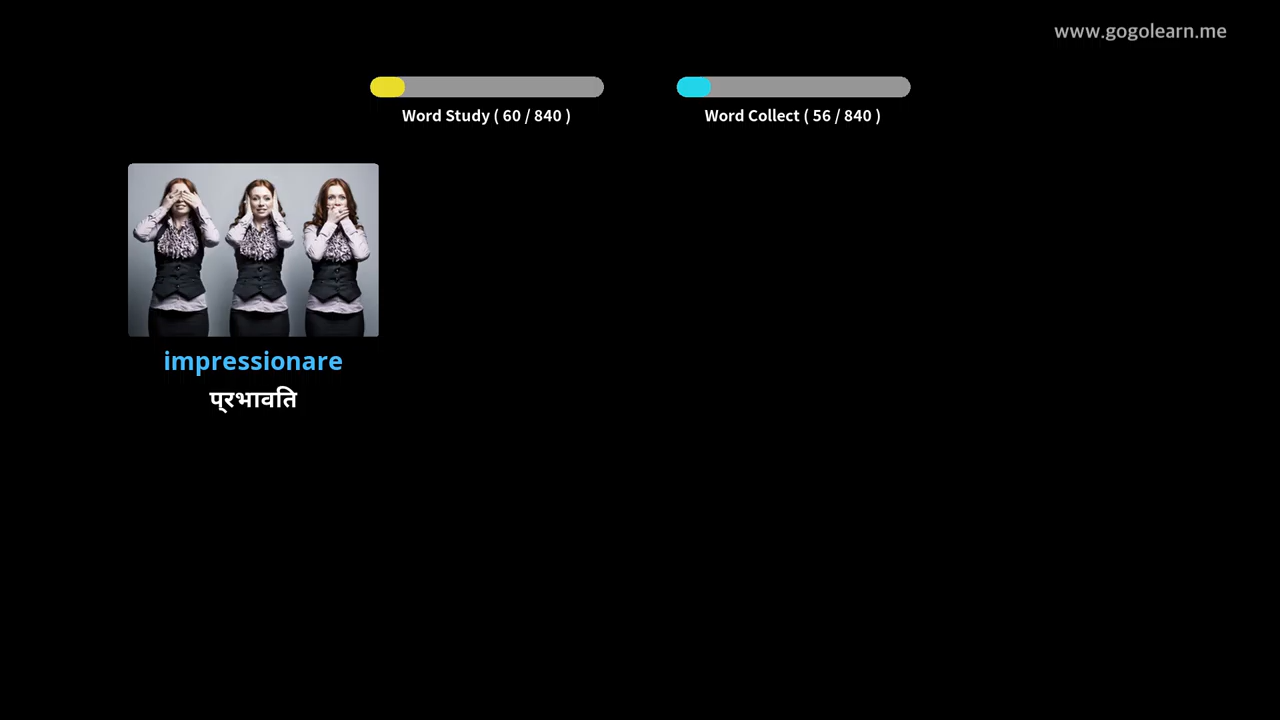 www.gogolearn.me
Word Study ( 60 / 840 )
Word Collect ( 56 / 840 )
impressionare
प्रभावति